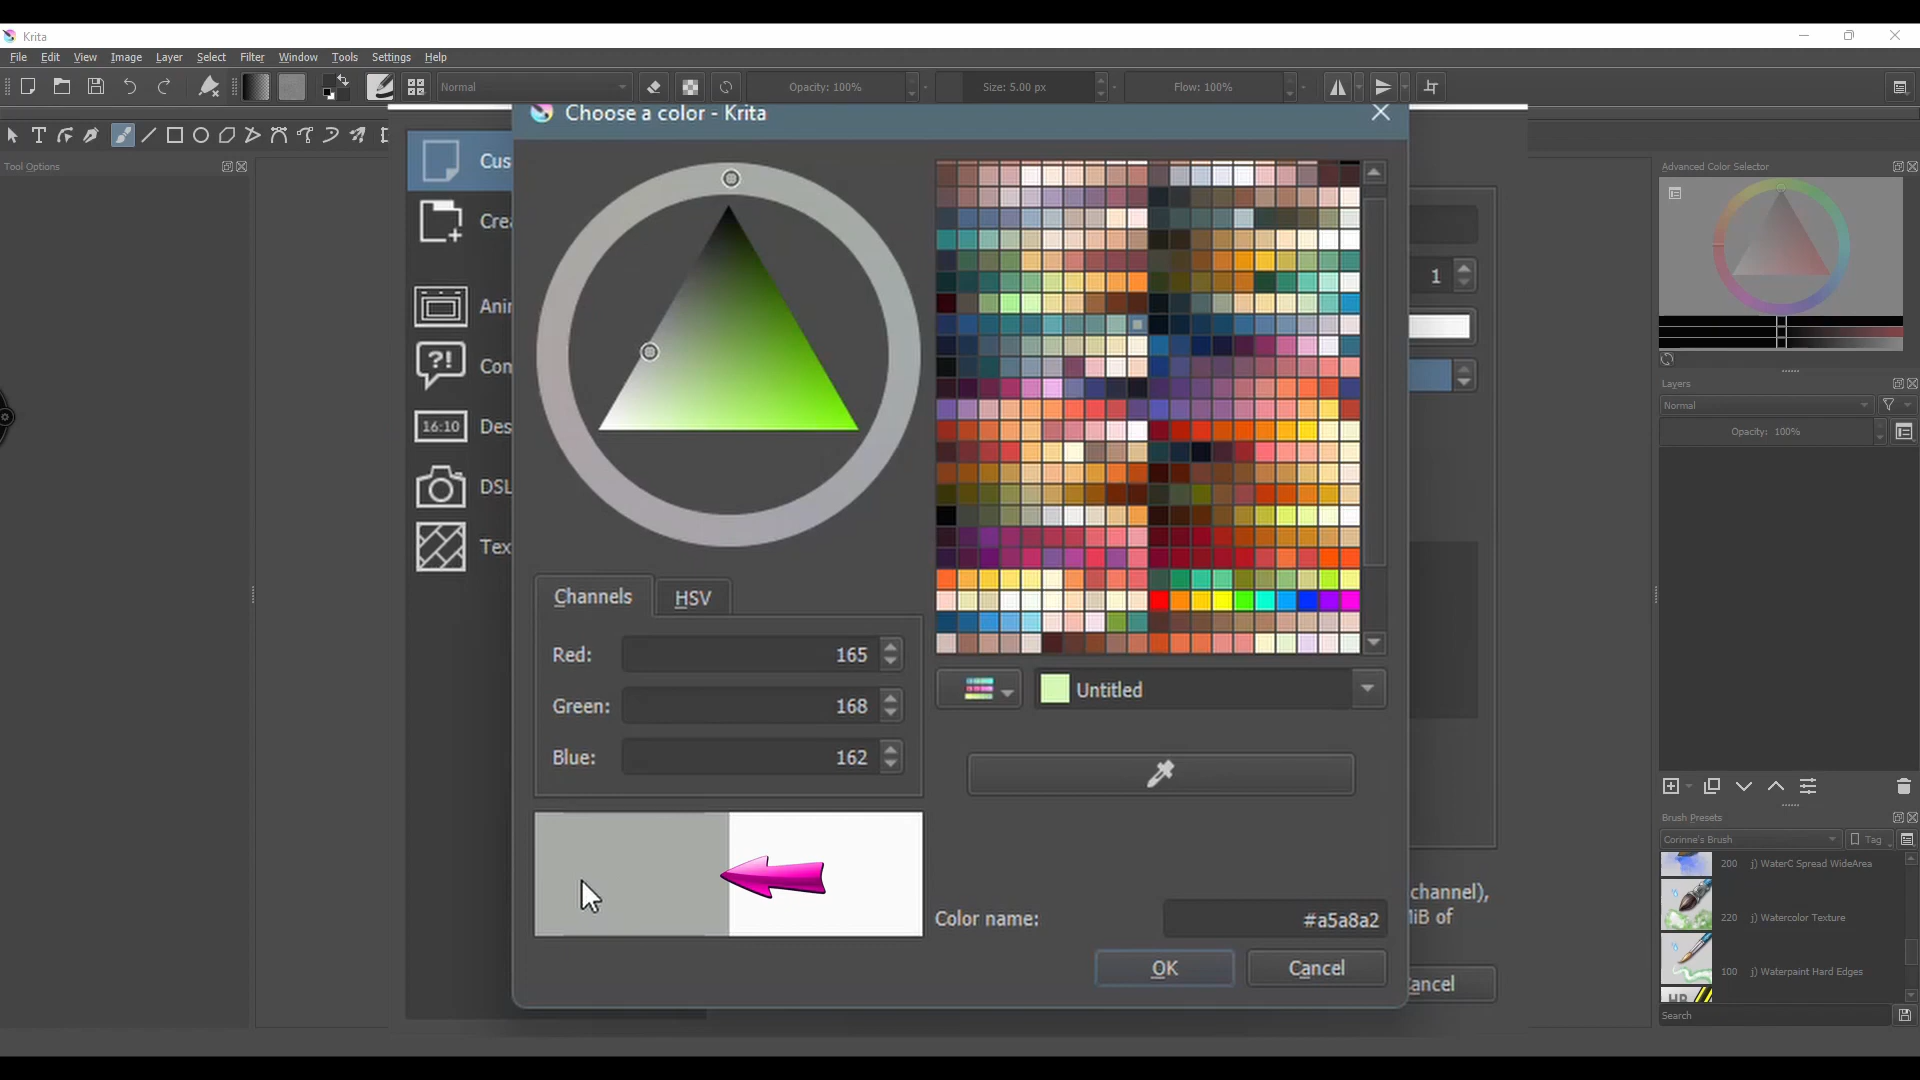 Krita
File Edit View Image Layer Select Filter Window Tools Settings Help
Normal Opacity: 100% Size: 5.00 px Flow: 100%
Choose a color - Krita
Tool Options
Advanced Color Selector
Cus
Crea
Anir
?!
Com
16:10
Des
DSL
Tex
1
Channels HSV
Red: 165
Green: 168
Blue: 162
Untitled
Color name: #a5a8a2
OK Cancel
channel),
iB of
ancel
Layers
Normal
Opacity: 100%
Brush Presets
Corinne's Brush Tag
200 j) WaterC Spread WideArea
220 j) Watercolor Texture
100 j) Waterpaint Hard Edges
Search